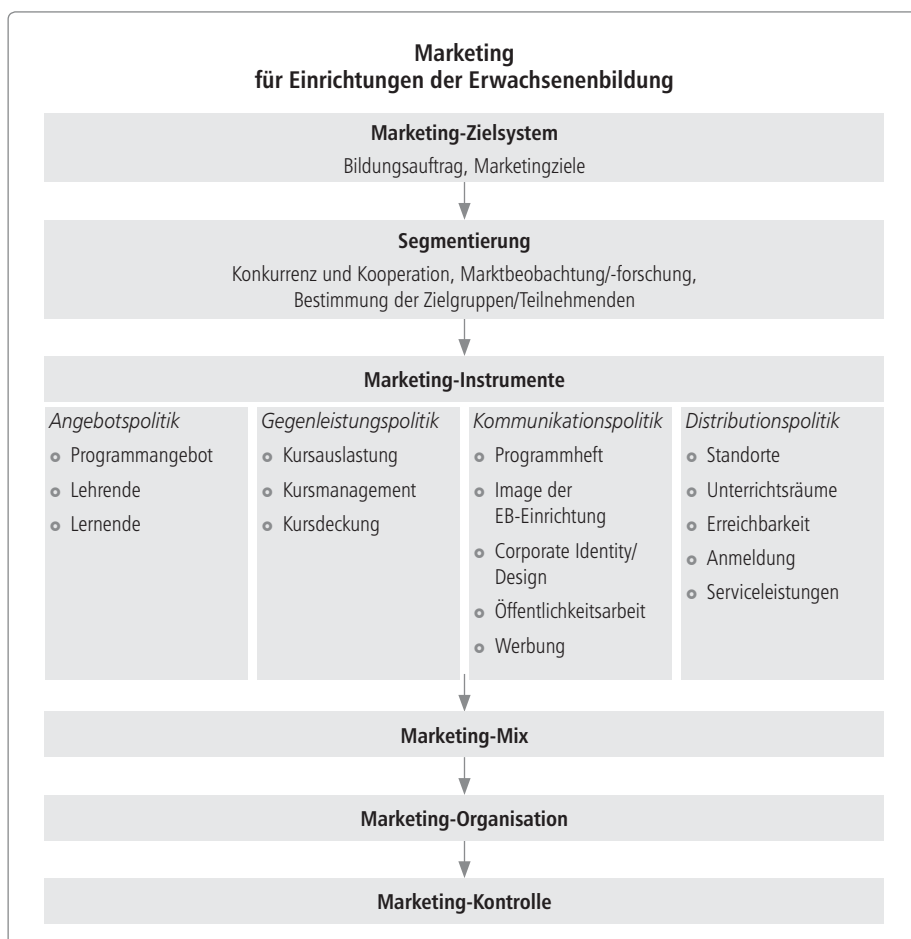 Marketing
für Einrichtungen der Erwachsenenbildung
Marketing-Zielsystem
Bildungsauftrag, Marketingziele
Segmentierung
Konkurrenz und Kooperation, Marktbeobachtung/-forschung,
Bestimmung der Zielgruppen/Teilnehmenden
Marketing-Instrumente
Angebotspolitik
Programmangebot
Lehrende
Lernende
Gegenleistungspolitik
Kursauslastung
Kursmanagement
Kursdeckung
Kommunikationspolitik
Programmheft
Image der
EB-Einrichtung
Corporate Identity/
Design
Öffentlichkeitsarbeit
Werbung
Distributionspolitik
Standorte
Unterrichtsräume
Erreichbarkeit
Anmeldung
Serviceleistungen
Marketing-Mix
Marketing-Organisation
Marketing-Kontrolle